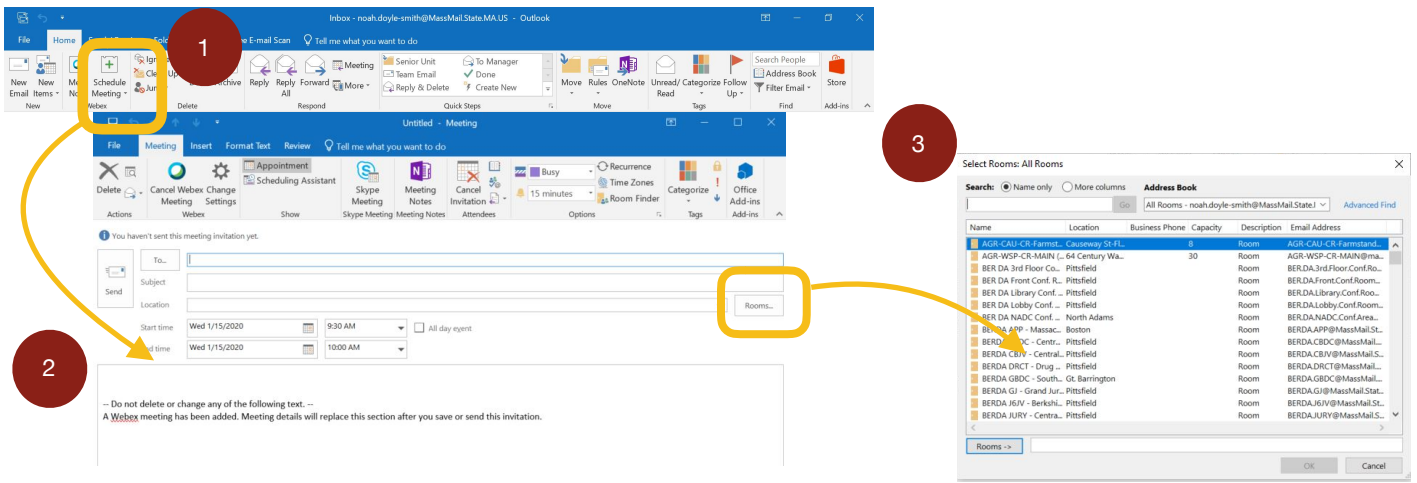 Inbox - noah.doyle-smith@MassMail.State.MA.US - Outlook
File Home e E-mail Scan Tell me what you want to do
1
New Email
New Items
Schedule Meeting
Archive
Reply
Reply All
Forward
Meeting
More
Senior Unit
Team Email
Reply & Delete
To Manager
Done
Create New
Move
Rules
OneNote
Unread/ Read
Categorize
Follow Up
Search People
Address Book
Filter Email
Store
New Webex Delete Respond Quick Steps Move Tags Find Add-ins
Untitled - Meeting
File Meeting Insert Format Text Review Tell me what you want to do
Delete
Cancel Webex Meeting
Change Settings
Appointment
Scheduling Assistant
Skype Meeting
Meeting Notes
Cancel Invitation
Busy
15 minutes
Recurrence
Time Zones
Room Finder
Categorize
Office Add-ins
Actions Webex Show Skype Meeting Meeting Notes Attendees Options Tags Add-ins
You haven't sent this meeting invitation yet.
Send
To...
Subject
Location
Rooms...
Start time Wed 1/15/2020 9:30 AM All day event
time Wed 1/15/2020 10:00 AM
2
-- Do not delete or change any of the following text. --
A Webex meeting has been added. Meeting details will replace this section after you save or send this invitation.
3
Select Rooms: All Rooms
Search: Name only More columns Address Book
Go All Rooms - noah.doyle-smith@MassMail.State.I Advanced Find
Name Location Business Phone Capacity Description Email Address
AGR-CAU-CR-Farmst... Causeway St-Fl... 8 Room AGR-CAU-CR-Farmstand...
AGR-WSP-CR-MAIN (... 64 Century Wa... 30 Room AGR-WSP-CR-MAIN@ma...
BER DA 3rd Floor Co... Pittsfield Room BER.DA.3rd.Floor.Conf.Ro...
BER DA Front Conf. R... Pittsfield Room BER.DA.Front.Conf.Room...
BER DA Library Conf. ... Pittsfield Room BER.DA.Library.Conf.Roo...
BER DA Lobby Conf. ... Pittsfield Room BER.DA.Lobby.Conf.Room...
BER DA NADC Conf. ... North Adams Room BER.DA.NADC.Conf.Area...
BERDA APP - Massac... Boston Room BERDA.APP@MassMail.St...
BERDA CBDC - Centr... Pittsfield Room BERDA.CBDC@MassMail....
BERDA CBJV - Central... Pittsfield Room BERDA.CBJV@MassMail.S...
BERDA DRCT - Drug ... Pittsfield Room BERDA.DRCT@MassMail....
BERDA GBDC - South... Gt. Barrington Room BERDA.GBDC@MassMail....
BERDA GJ - Grand Jur... Pittsfield Room BERDA.GJ@MassMail.Stat...
BERDA J6JV - Berkshi... Pittsfield Room BERDA.J6JV@MassMail.St...
BERDA JURY - Centra... Pittsfield Room BERDA.JURY@MassMail.S...
Rooms ->
OK Cancel